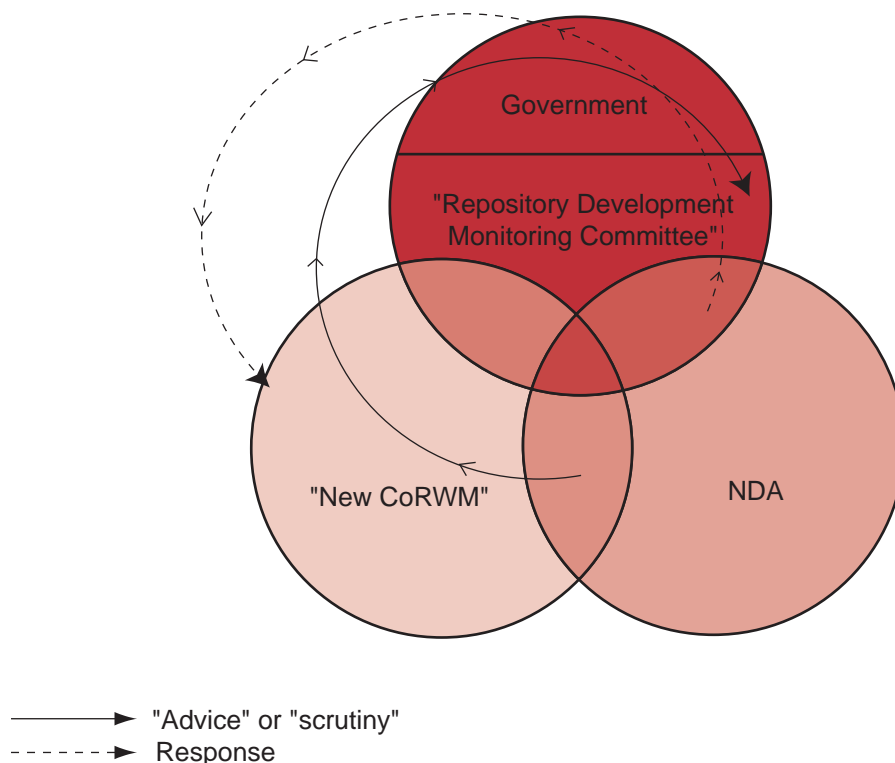 Government
"Repository Development
Monitoring Committee"
"New CoRWM"
NDA
"Advice" or "scrutiny"
Response